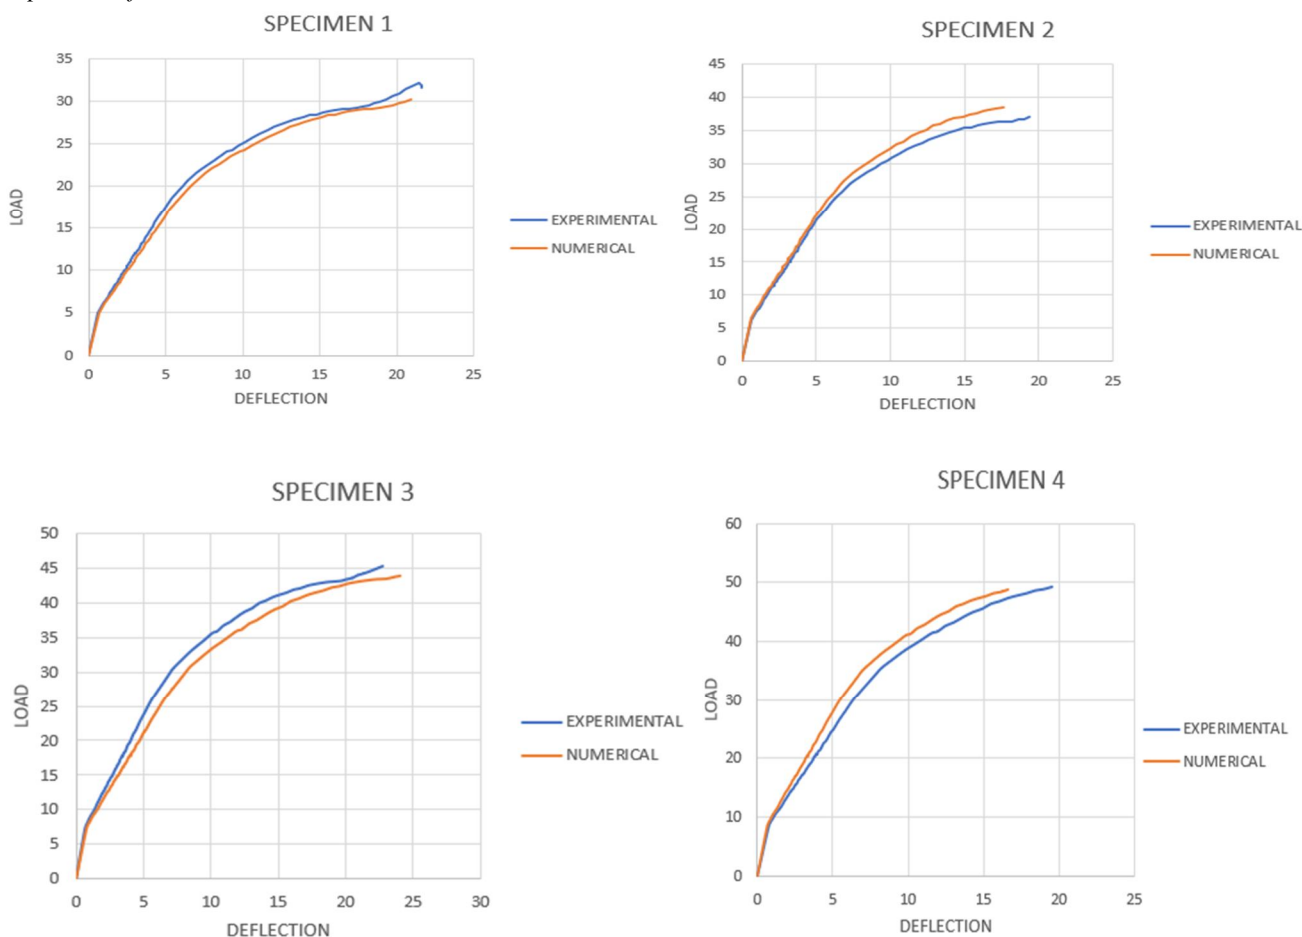 SPECIMEN 1
35
30
25
20
15
10
5
0
LOAD
0 5 10 15 20 25
DEFLECTION
EXPERIMENTAL
NUMERICAL
SPECIMEN 2
45
40
35
30
25
20
15
10
5
0
LOAD
0 5 10 15 20 25
DEFLECTION
EXPERIMENTAL
NUMERICAL
SPECIMEN 3
50
45
40
35
30
25
20
15
10
5
0
LOAD
0 5 10 15 20 25 30
DEFLECTION
EXPERIMENTAL
NUMERICAL
SPECIMEN 4
60
50
40
30
20
10
0
LOAD
0 5 10 15 20 25
DEFLECTION
EXPERIMENTAL
NUMERICAL